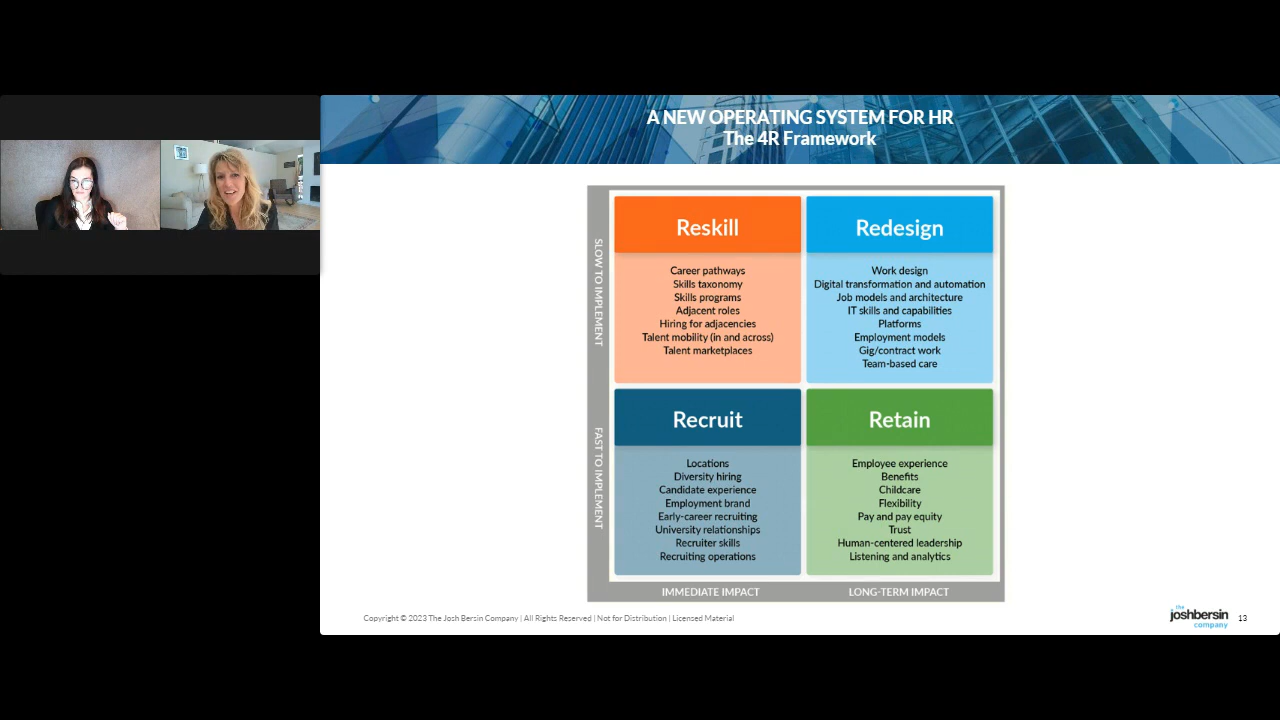 A NEW OPERATING SYSTEM FOR HR
The 4R Framework
SLOW TO IMPLEMENT
Reskill
Career pathways
Skills taxonomy
Skills programs
Adjacent roles
Hiring for adjacencies
Talent mobility (in and across)
Talent marketplaces
Redesign
Work design
Digital transformation and automation
Job models and architecture
IT skills and capabilities
Platforms
Employment models
Gig/contract work
Team-based care
FAST TO IMPLEMENT
Recruit
Locations
Diversity hiring
Candidate experience
Employment brand
Early-career recruiting
University relationships
Recruiter skills
Recruiting operations
Retain
Employee experience
Benefits
Childcare
Flexibility
Pay and pay equity
Trust
Human-centered leadership
Listening and analytics
IMMEDIATE IMPACT
LONG-TERM IMPACT
Copyright © 2023 The Josh Bersin Company | All Rights Reserved | Not for Distribution | Licensed Material
the
joshbersin
company
13